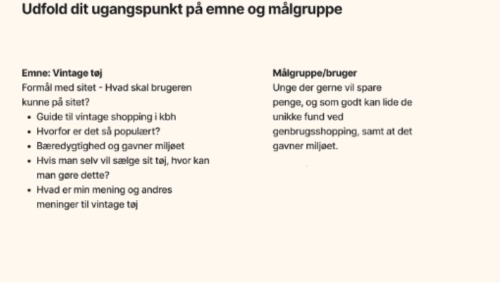 Udfold dit ugangspunkt på emne og målgruppe
Emne: Vintage tøj
Formål med sitet - Hvad skal brugeren
kunne på sitet?
• Guide til vintage shopping i kbh
• Hvorfor er det så populært?
• Bæredygtighed og gavner miljøet
• Hvis man selv vil sælge sit tøj, hvor kan
man gøre dette?
• Hvad er min mening og andres
meninger til vintage tøj
Målgruppe/bruger
Unge der gerne vil spare
penge, og som godt kan lide de
unikke fund ved
genbrugsshopping, samt at det
gavner miljøet.